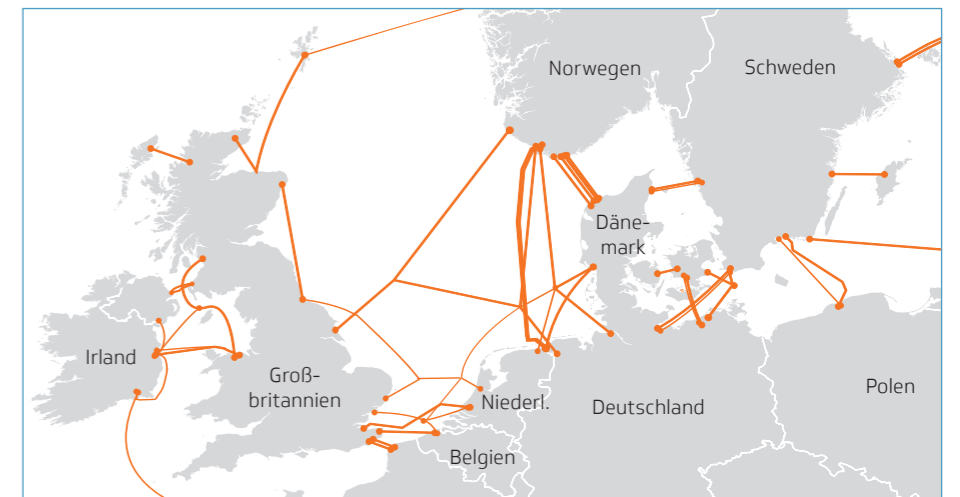 Norwegen
Schweden
Däne-
mark
Irland
Groß-
britannien
Niederl.
Deutschland
Polen
Belgien